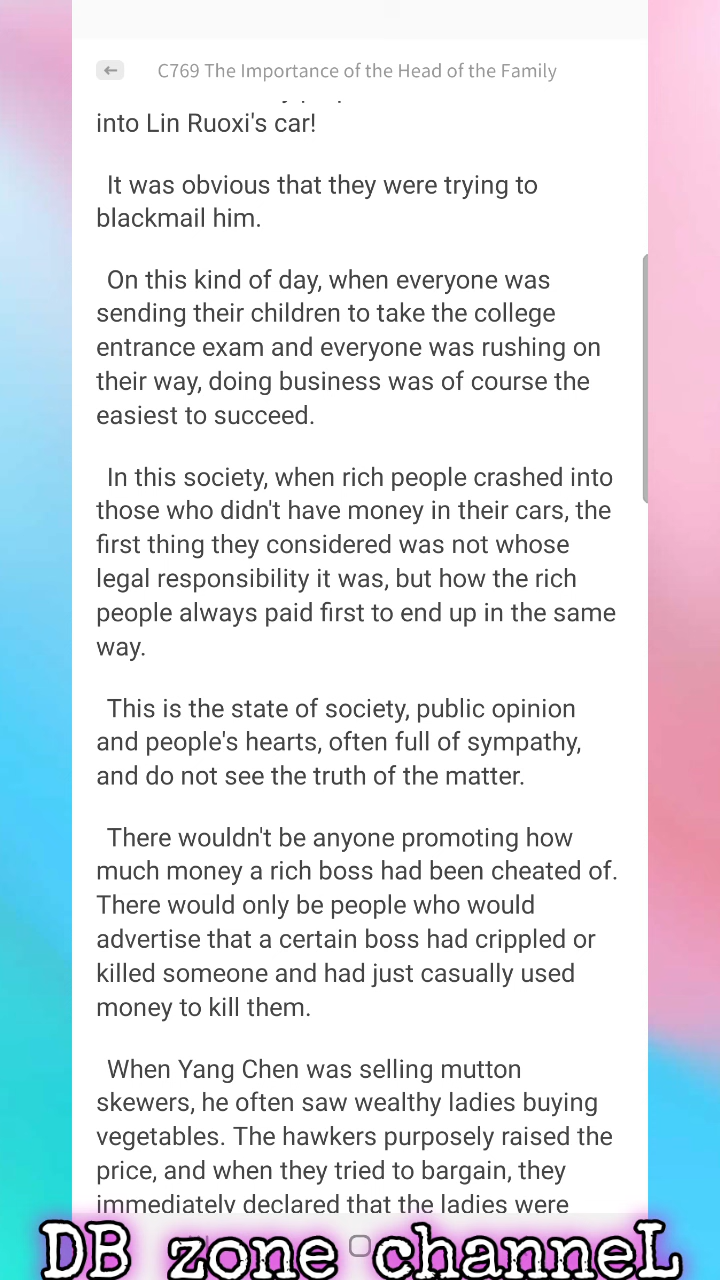 C769 The Importance of the Head of the Family
into Lin Ruoxi's car!
It was obvious that they were trying to
blackmail him.
On this kind of day, when everyone was
sending their children to take the college
entrance exam and everyone was rushing on
their way, doing business was of course the
easiest to succeed.
In this society, when rich people crashed into
those who didn't have money in their cars, the
first thing they considered was not whose
legal responsibility it was, but how the rich
people always paid first to end up in the same
way.
This is the state of society, public opinion
and people's hearts, often full of sympathy,
and do not see the truth of the matter.
There wouldn't be anyone promoting how
much money a rich boss had been cheated of.
There would only be people who would
advertise that a certain boss had crippled or
killed someone and had just casually used
money to kill them.
When Yang Chen was selling mutton
skewers, he often saw wealthy ladies buying
vegetables. The hawkers purposely raised the
price, and when they tried to bargain, they
immediately declared that the ladies were
DB zone channeL